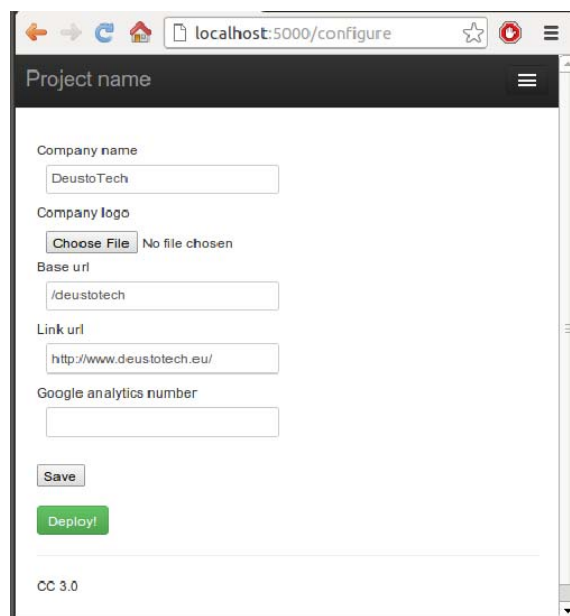 localhost:5000/configure
Project name
Company name
DeustoTech
Company logo
Choose File No file chosen
Base url
/deustotech
Link url
http://www.deustotech.eu/
Google analytics number
Save
Deploy!
CC 3.0